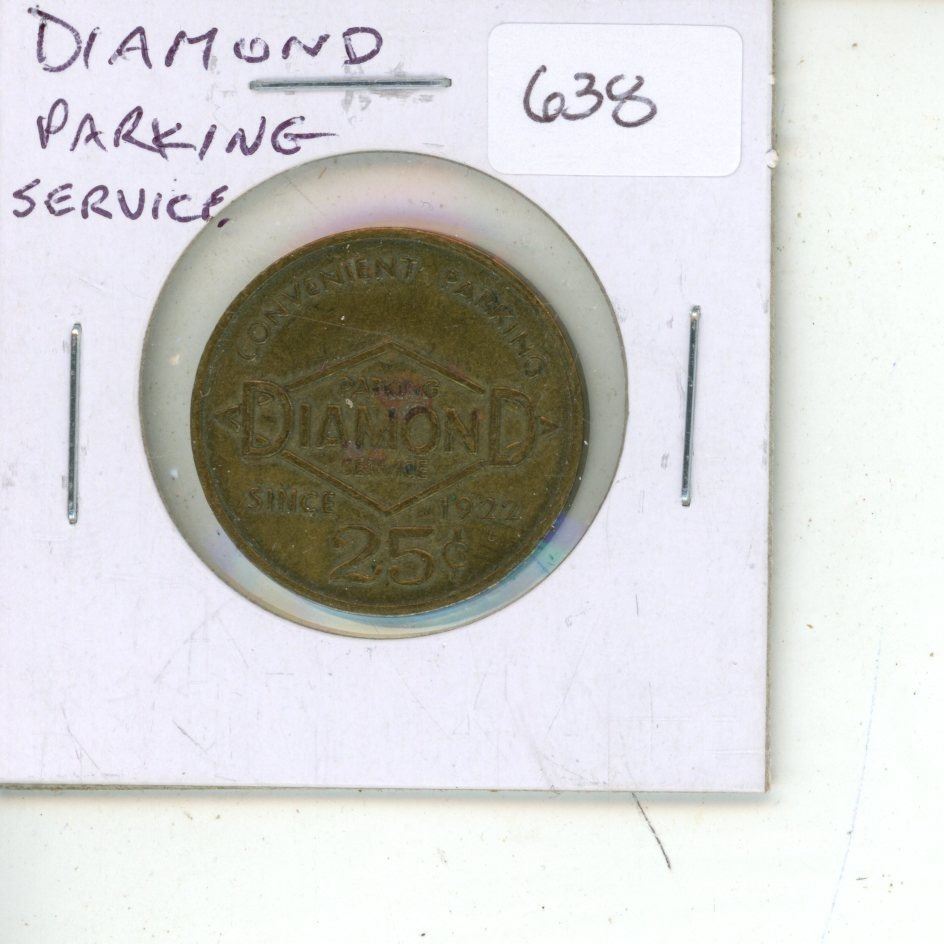 DIAMOND
PARKING
SERVICE.
638
CONVENIENT PARKING
PARKING
DIAMOND
SERVICE
SINCE 1922
25¢